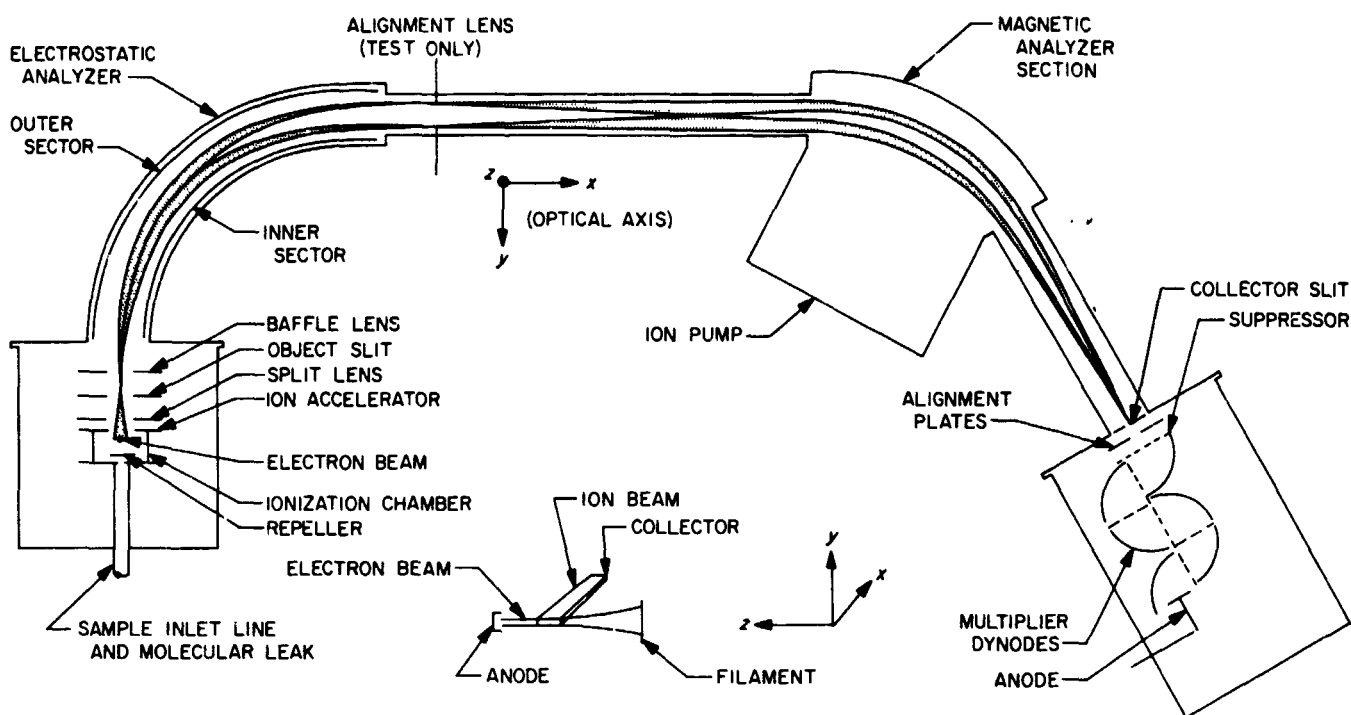 ALIGNMENT LENS
(TEST ONLY)
MAGNETIC
ANALYZER
SECTION
ELECTROSTATIC
ANALYZER
OUTER
SECTOR
z
x
(OPTICAL AXIS)
y
INNER
SECTOR
BAFFLE LENS
OBJECT SLIT
SPLIT LENS
ION ACCELERATOR
ION PUMP
COLLECTOR SLIT
SUPPRESSOR
ALIGNMENT
PLATES
ELECTRON BEAM
IONIZATION CHAMBER
REPELLER
ION BEAM
COLLECTOR
ELECTRON BEAM
y
x
z
SAMPLE INLET LINE
AND MOLECULAR LEAK
ANODE
FILAMENT
MULTIPLIER
DYNODES
ANODE